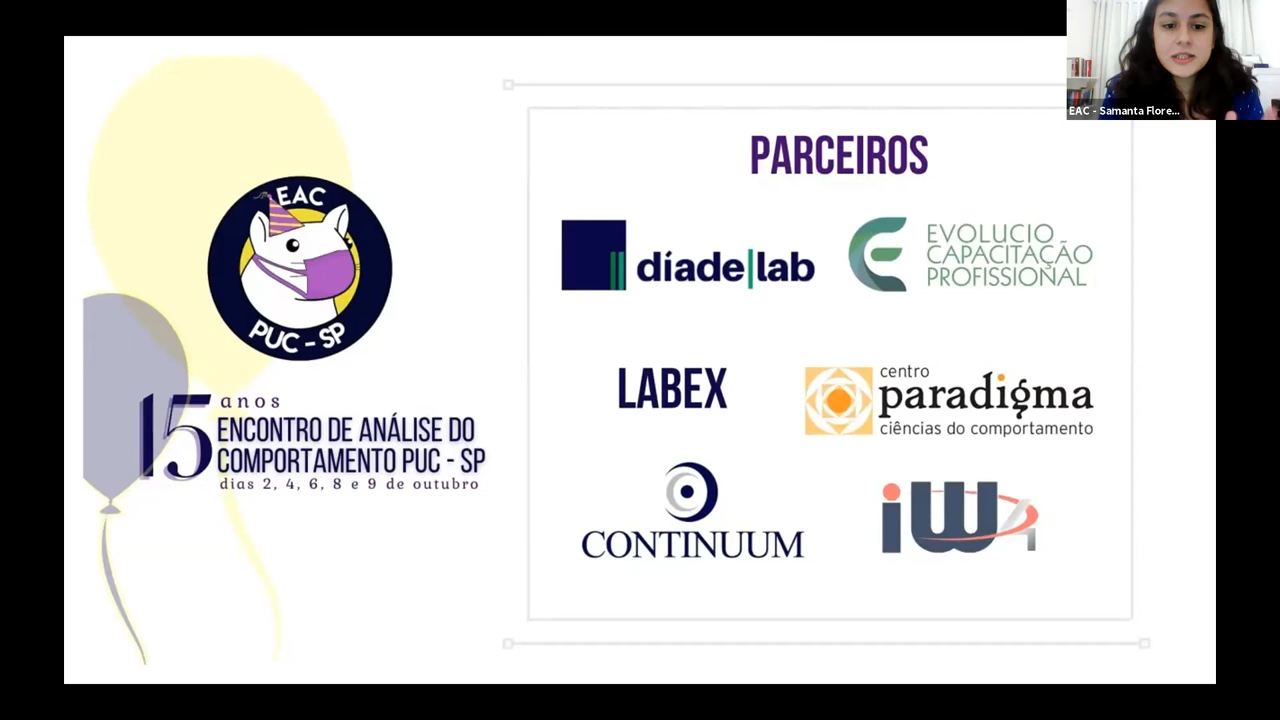 EAC - Samanta Flore...
EAC
PUC - SP
15 anos
ENCONTRO DE ANÁLISE DO
COMPORTAMENTO PUC - SP
dias 2, 4, 6, 8 e 9 de outubro
PARCEIROS
díade|lab
EVOLUCIO
CAPACITAÇÃO
PROFISSIONAL
LABEX
centro
paradigma
ciências do comportamento
CONTINUUM
iWA